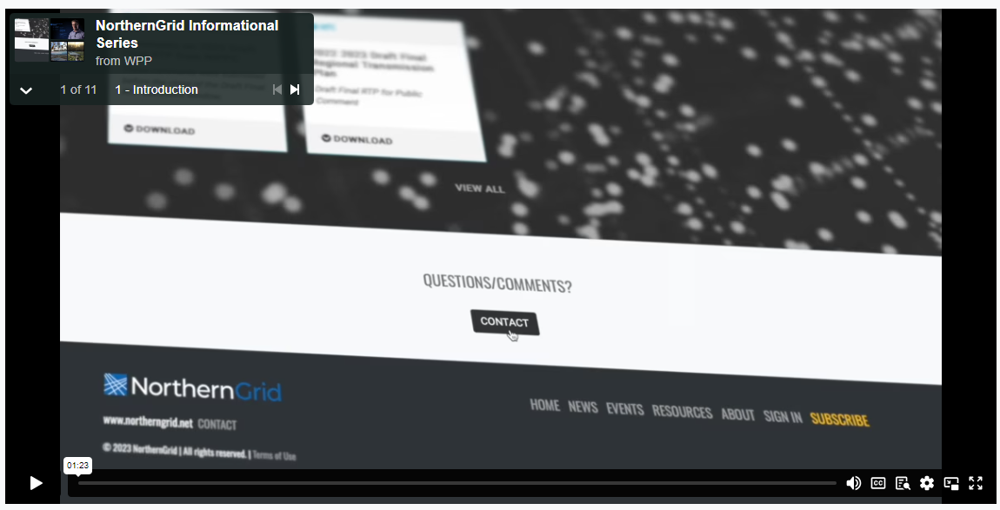 NorthernGrid Informational
Series
from WPP
1 of 11 1 - Introduction
2022-2023 Draft Final
Regional Transmission
Plan
Draft Final RTP for Public
Comment
DOWNLOAD
DOWNLOAD
VIEW ALL
QUESTIONS/COMMENTS?
CONTACT
NorthernGrid
www.northerngrid.net CONTACT
HOME NEWS EVENTS RESOURCES ABOUT SIGN IN SUBSCRIBE
© 2023 NorthernGrid | All rights reserved. | Terms of Use
01:23
CC